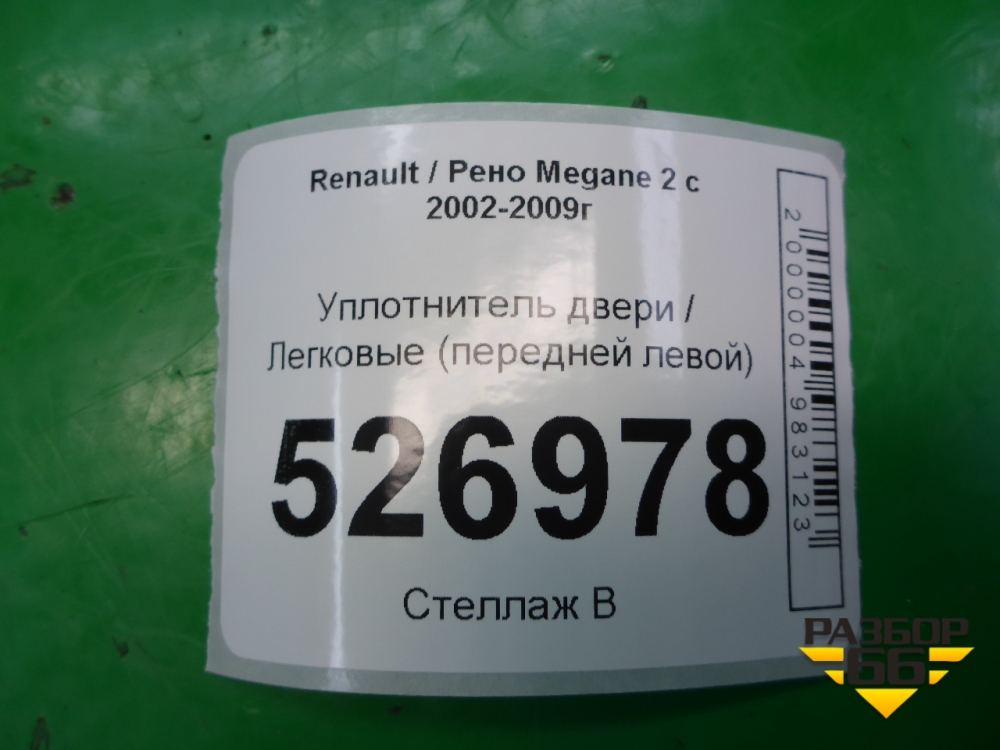 Renault / Рено Megane 2 с
2002-2009г
Уплотнитель двери /
Легковые (передней левой)
526978
Стеллаж В
2000004983123
РАЗБОР
66